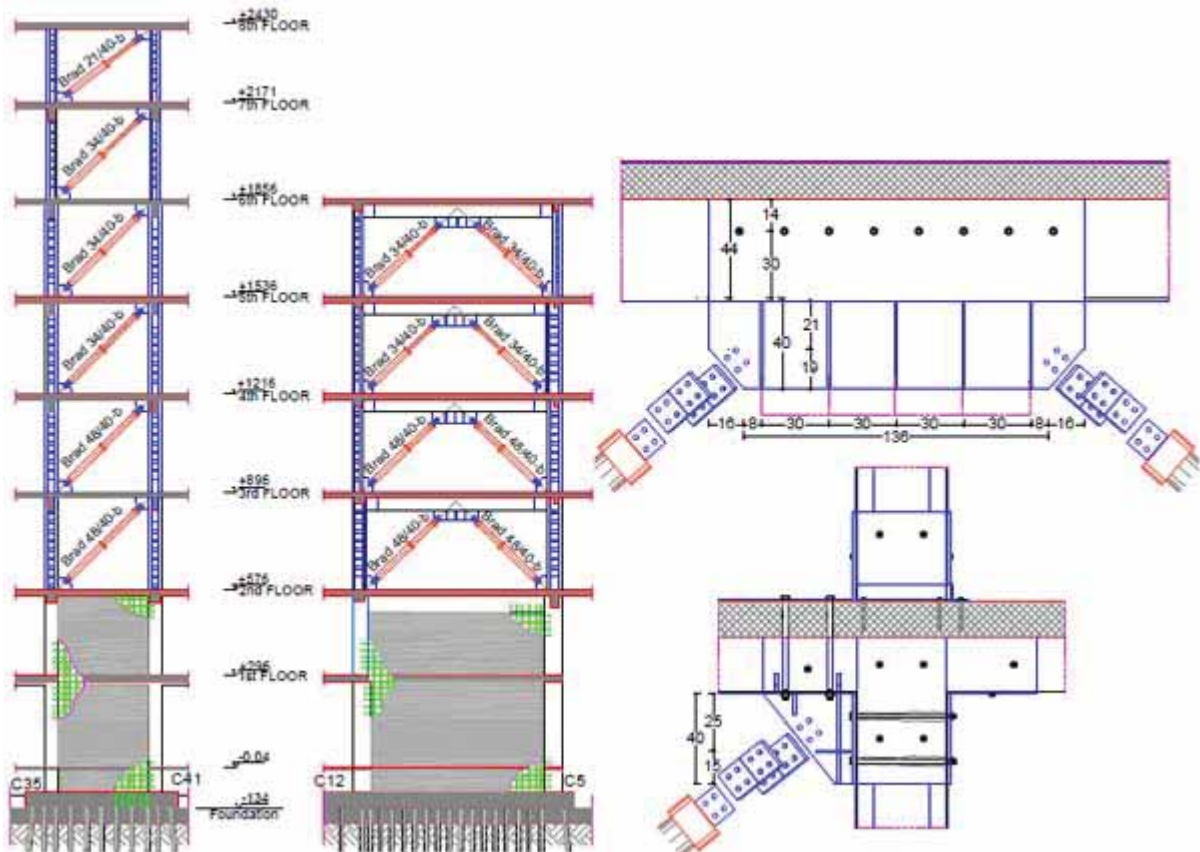 +2430
8th FLOOR
Brad 21/40-b
+2171
7th FLOOR
Brad 34/40-b
+1856
6th FLOOR
Brad 34/40-b
Brad 34/40-b
Brad 34/40-b
+1536
5th FLOOR
Brad 34/40-b
Brad 34/40-b
Brad 34/40-b
+1216
4th FLOOR
Brad 48/40-b
Brad 48/40-b
Brad 48/40-b
+896
3rd FLOOR
Brad 48/40-b
Brad 48/40-b
Brad 48/40-b
+576
2nd FLOOR
+296
1st FLOOR
-0.04
C35
C41
C12
C5
-134
Foundation
14
44
30
40
21
19
16 8 30 30 30 30 8 16
136
25
40
15